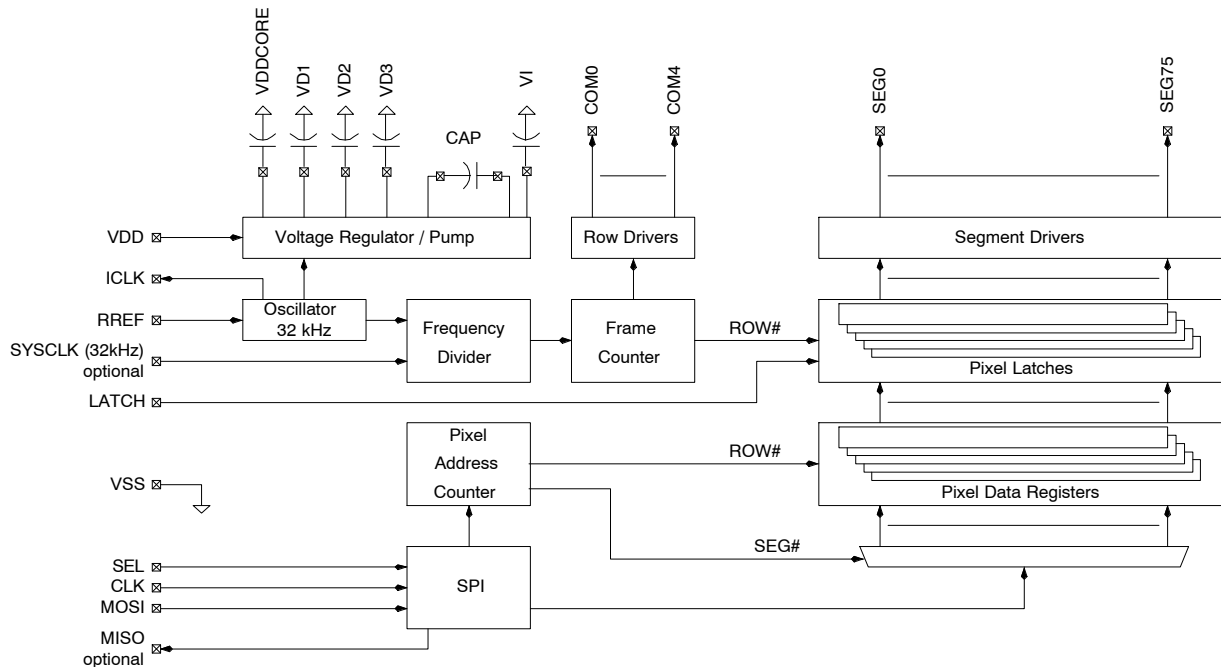 VDDCORE
VD1
VD2
VD3
VI
COM0
COM4
SEG0
SEG75
CAP
VDD
Voltage Regulator / Pump
Row Drivers
Segment Drivers
ICLK
RREF
Oscillator
32 kHz
Frequency
Divider
Frame
Counter
ROW#
SYSCLK (32kHz)
optional
Pixel Latches
LATCH
Pixel
Address
Counter
ROW#
VSS
Pixel Data Registers
SEG#
SEL
CLK
MOSI
SPI
MISO
optional